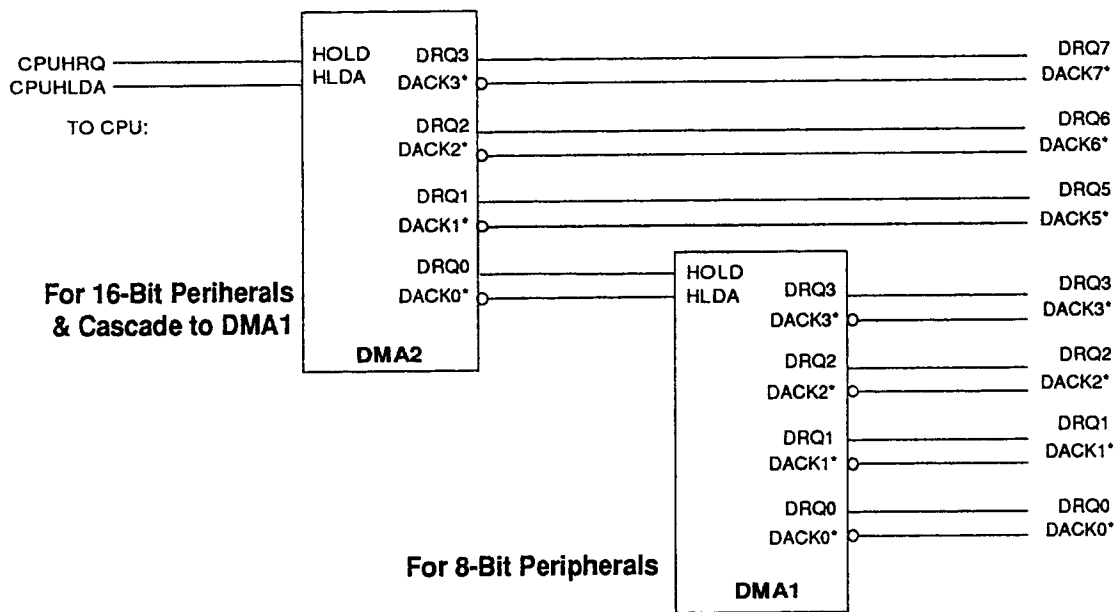 CPUHRQ
CPUHLDA
TO CPU:
HOLD
HLDA
DRQ3
DACK3*
DRQ2
DACK2*
DRQ1
DACK1*
DRQ0
DACK0*
DMA2
For 16-Bit Periherals
& Cascade to DMA1
DRQ7
DACK7*
DRQ6
DACK6*
DRQ5
DACK5*
HOLD
HLDA
DRQ3
DACK3*
DRQ2
DACK2*
DRQ1
DACK1*
DRQ0
DACK0*
DMA1
For 8-Bit Peripherals
DRQ3
DACK3*
DRQ2
DACK2*
DRQ1
DACK1*
DRQ0
DACK0*